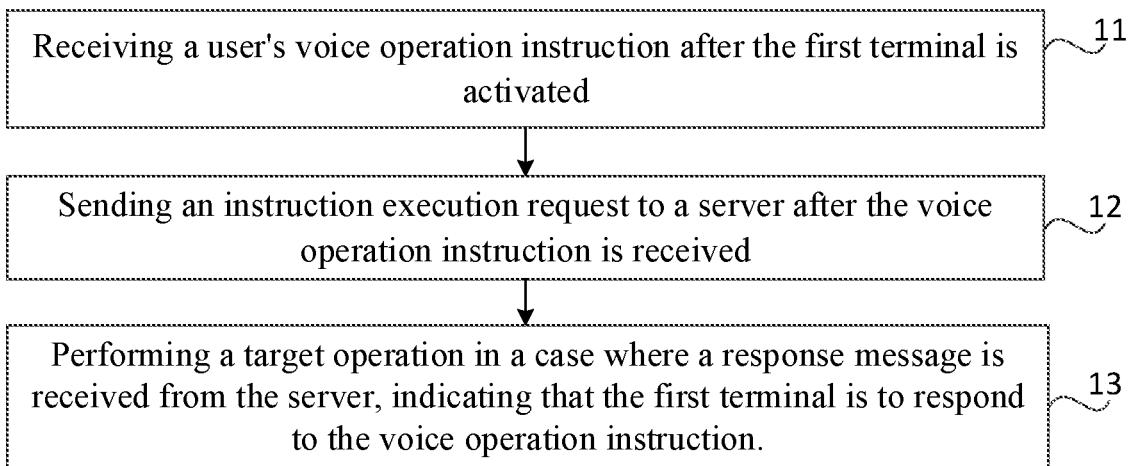 Receiving a user's voice operation instruction after the first terminal is
activated
11
Sending an instruction execution request to a server after the voice
operation instruction is received
12
Performing a target operation in a case where a response message is
received from the server, indicating that the first terminal is to respond
to the voice operation instruction.
13